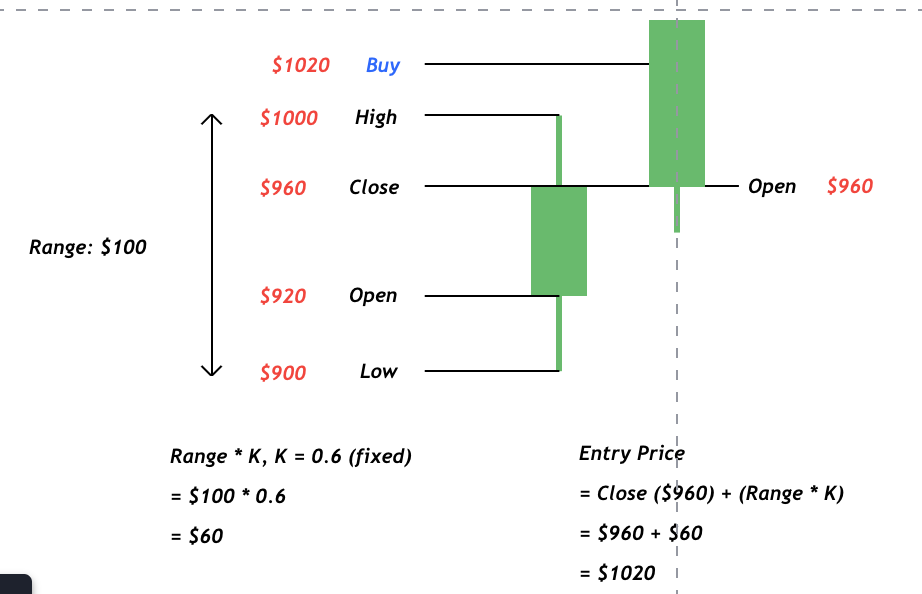 $1020 Buy
$1000 High
$960 Close
Open $960
Range: $100
$920 Open
$900 Low
Range * K, K = 0.6 (fixed)
= $100 * 0.6
= $60
Entry Price
= Close ($960) + (Range * K)
= $960 + $60
= $1020